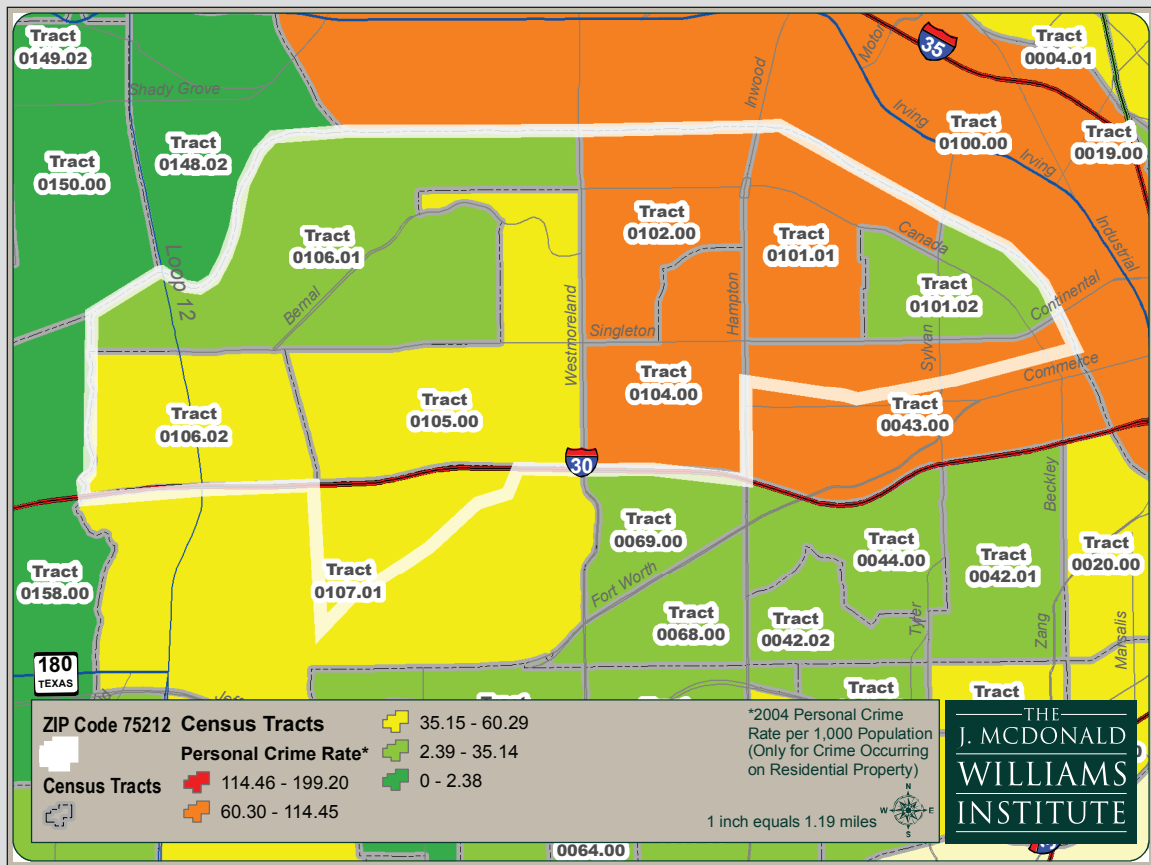 Tract
0149.02
Shady Grove
Tract
0148.02
Tract
0150.00
Loop 12
Inwood
Motor
35
Tract
0004.01
Irving
Tract
0100.00
Irving
Tract
0019.00
Industrial
Tract
0106.01
Bernal
Tract
0102.00
Tract
0101.01
Canada
Tract
0101.02
Continental
Westmoreland
Singleton
Hampton
Sylvan
Commerce
Tract
0106.02
Tract
0105.00
Tract
0104.00
Tract
0043.00
30
Beckley
Tract
0158.00
Tract
0107.01
Tract
0069.00
Fort Worth
Tract
0068.00
Tract
0044.00
Tract
0042.01
Tract
0020.00
Tract
0042.02
Tyler
Zang
Marsalis
180
TEXAS
Tract
Tract
ZIP Code 75212
Census Tracts
Census Tracts
Personal Crime Rate*
114.46 - 199.20
60.30 - 114.45
35.15 - 60.29
2.39 - 35.14
0 - 2.38
*2004 Personal Crime
Rate per 1,000 Population
(Only for Crime Occurring
on Residential Property)
1 inch equals 1.19 miles
N
W
E
S
THE
J. MCDONALD
WILLIAMS
INSTITUTE
0064.00